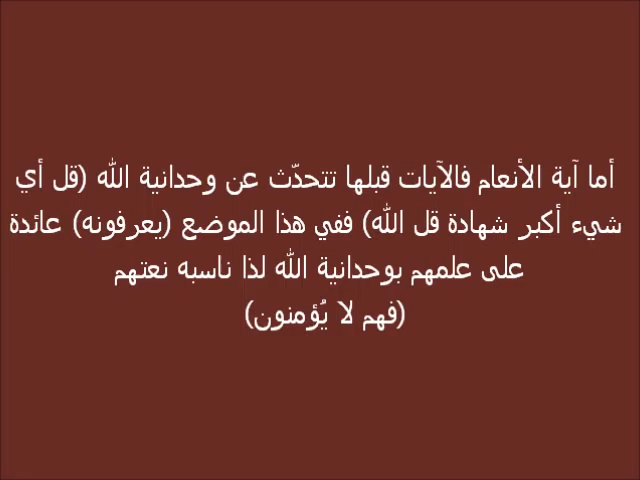 أما آية الأنعام فالآيات قبلها تتحدّث عن وحدانية الله (قل أي
شيء أكبر شهادة قل الله) ففي هذا الموضع (يعرفونه) عائدة
على علمهم بوحدانية الله لذا ناسبه نعتهم
(فهم لا يُؤمنون)